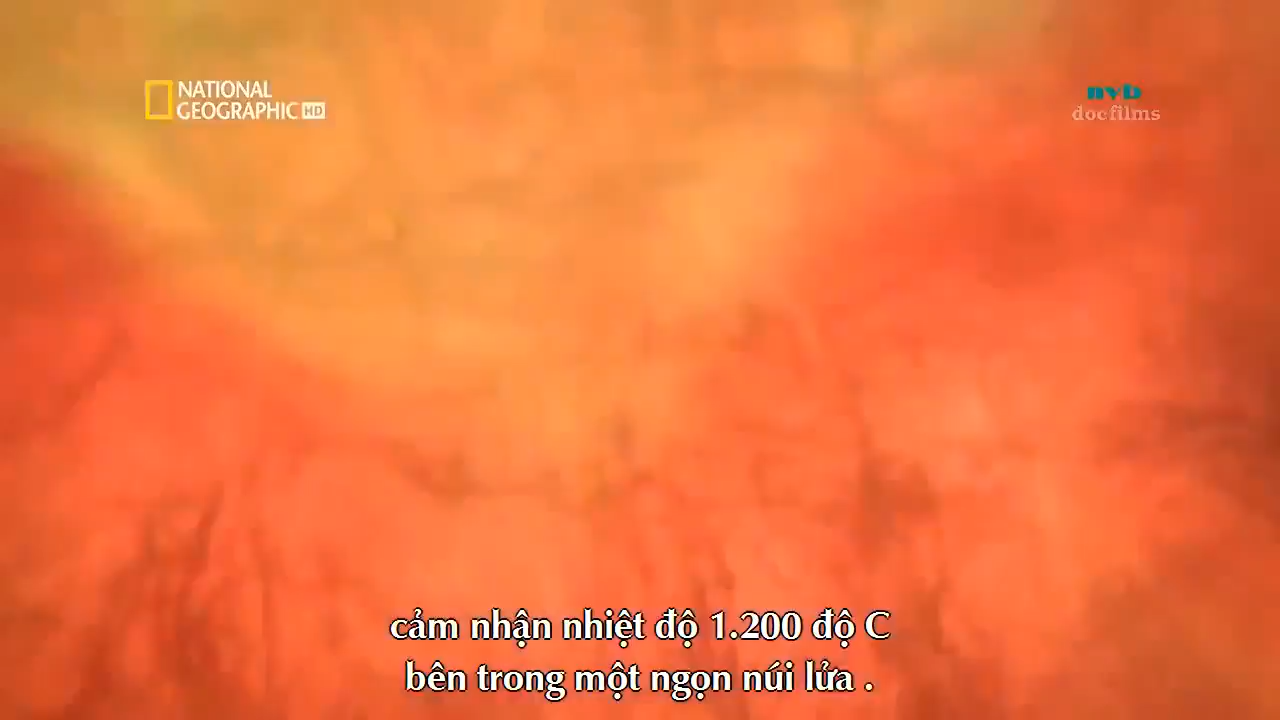 NATIONAL
GEOGRAPHIC HD
nvb
docfilms
cảm nhận nhiệt độ 1.200 độ C
bên trong một ngọn núi lửa .